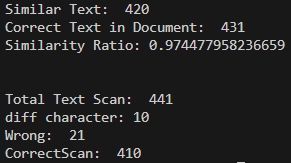 Similar Text:  420
Correct Text in Document:  431
Similarity Ratio: 0.974477958236659
Total Text Scan:  441
diff character: 10
Wrong:  21
CorrectScan:  410